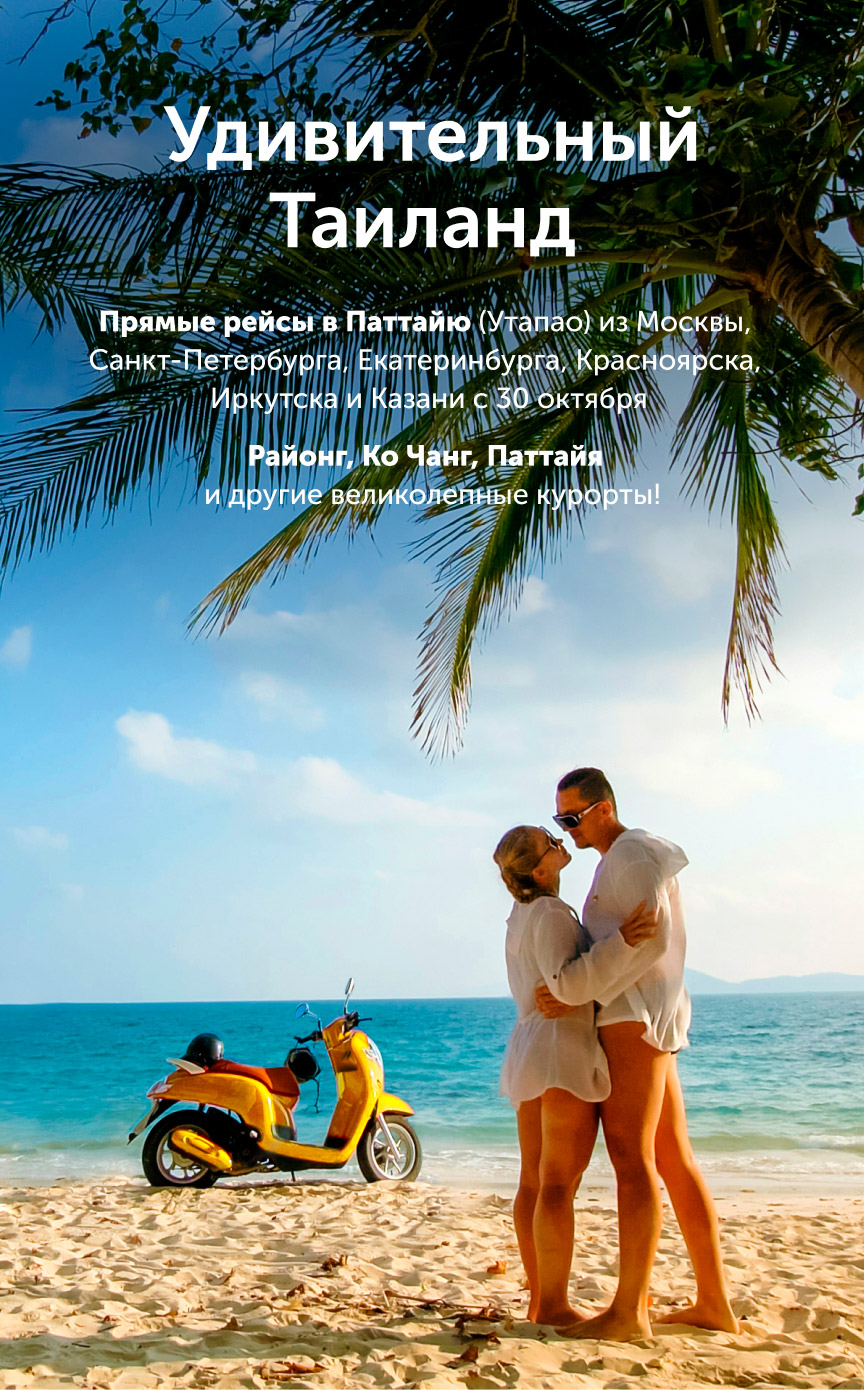 Удивительный
Таиланд
Прямые рейсы в Паттайю (Утапао) из Москвы,
Санкт-Петербурга, Екатеринбурга, Красноярска,
Иркутска и Казани с 30 октября
Районг, Ко Чанг, Паттайя
и другие великолепные курорты!